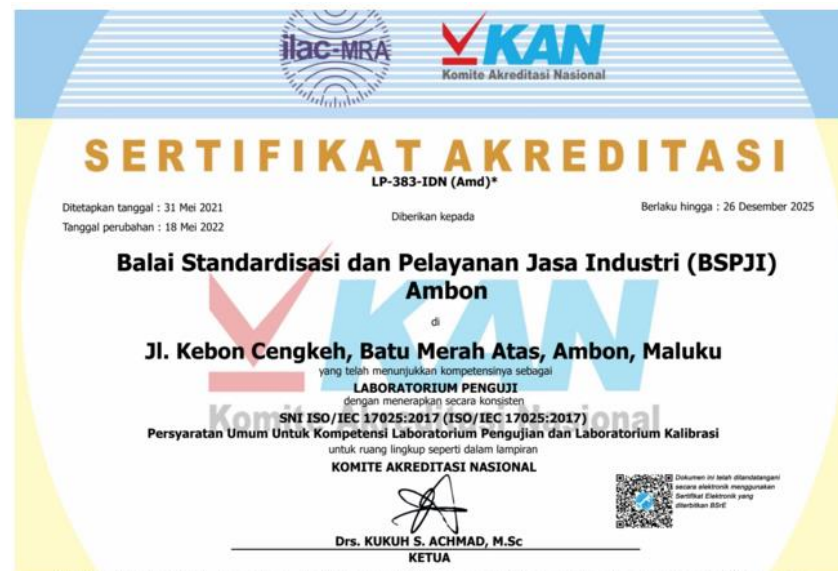 ilac-MRA
KAN
Komite Akreditasi Nasional
SERTIFIKAT AKREDITASI
LP-383-IDN (Amd)*
Ditetapkan tanggal : 31 Mei 2021
Tanggal perubahan : 18 Mei 2022
Diberikan kepada
Berlaku hingga : 26 Desember 2025
Balai Standardisasi dan Pelayanan Jasa Industri (BSPJI)
Ambon
di
Jl. Kebon Cengkeh, Batu Merah Atas, Ambon, Maluku
yang telah menunjukkan kompetensinya sebagai
LABORATORIUM PENGUJI
dengan menerapkan secara konsisten
SNI ISO/IEC 17025:2017 (ISO/IEC 17025:2017)
Persyaratan Umum Untuk Kompetensi Laboratorium Pengujian dan Laboratorium Kalibrasi
untuk ruang lingkup seperti dalam lampiran
KOMITE AKREDITASI NASIONAL
Dokumen ini telah ditandatangani
secara elektronik menggunakan
Sertifikat Elektronik yang
diterbitkan BSrE
Drs. KUKUH S. ACHMAD, M.Sc
KETUA
KAN
Komite Akreditasi Nasional